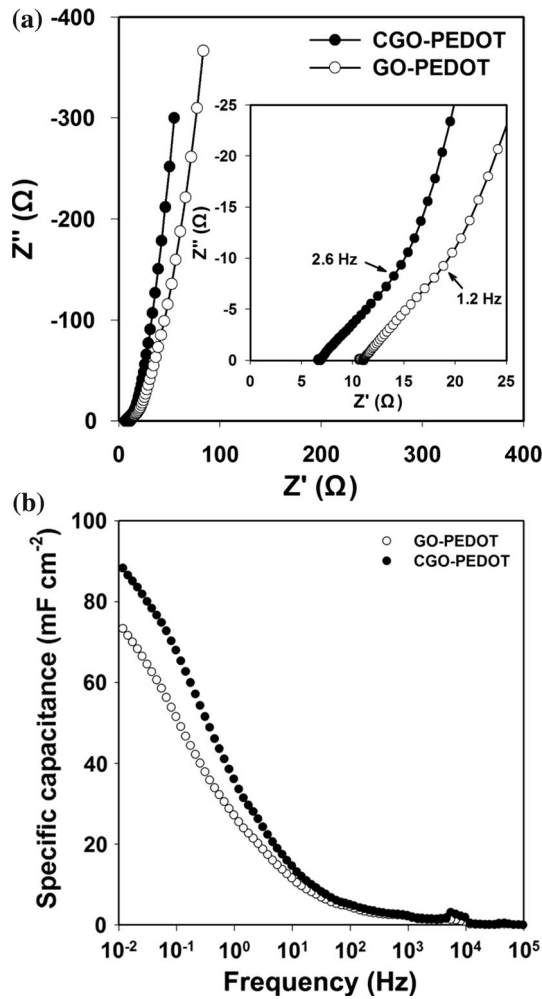 (a)
-400
-300
-200
-100
0
Z'' (Ω)
CGO-PEDOT
GO-PEDOT
-25
-20
-15
-10
-5
0
Z'' (Ω)
2.6 Hz
1.2 Hz
0 5 10 15 20 25
Z' (Ω)
0 100 200 300 400
Z' (Ω)
(b)
100
80
60
40
20
0
Specific capacitance (mF cm⁻²)
GO-PEDOT
CGO-PEDOT
10⁻² 10⁻¹ 10⁰ 10¹ 10² 10³ 10⁴ 10⁵
Frequency (Hz)